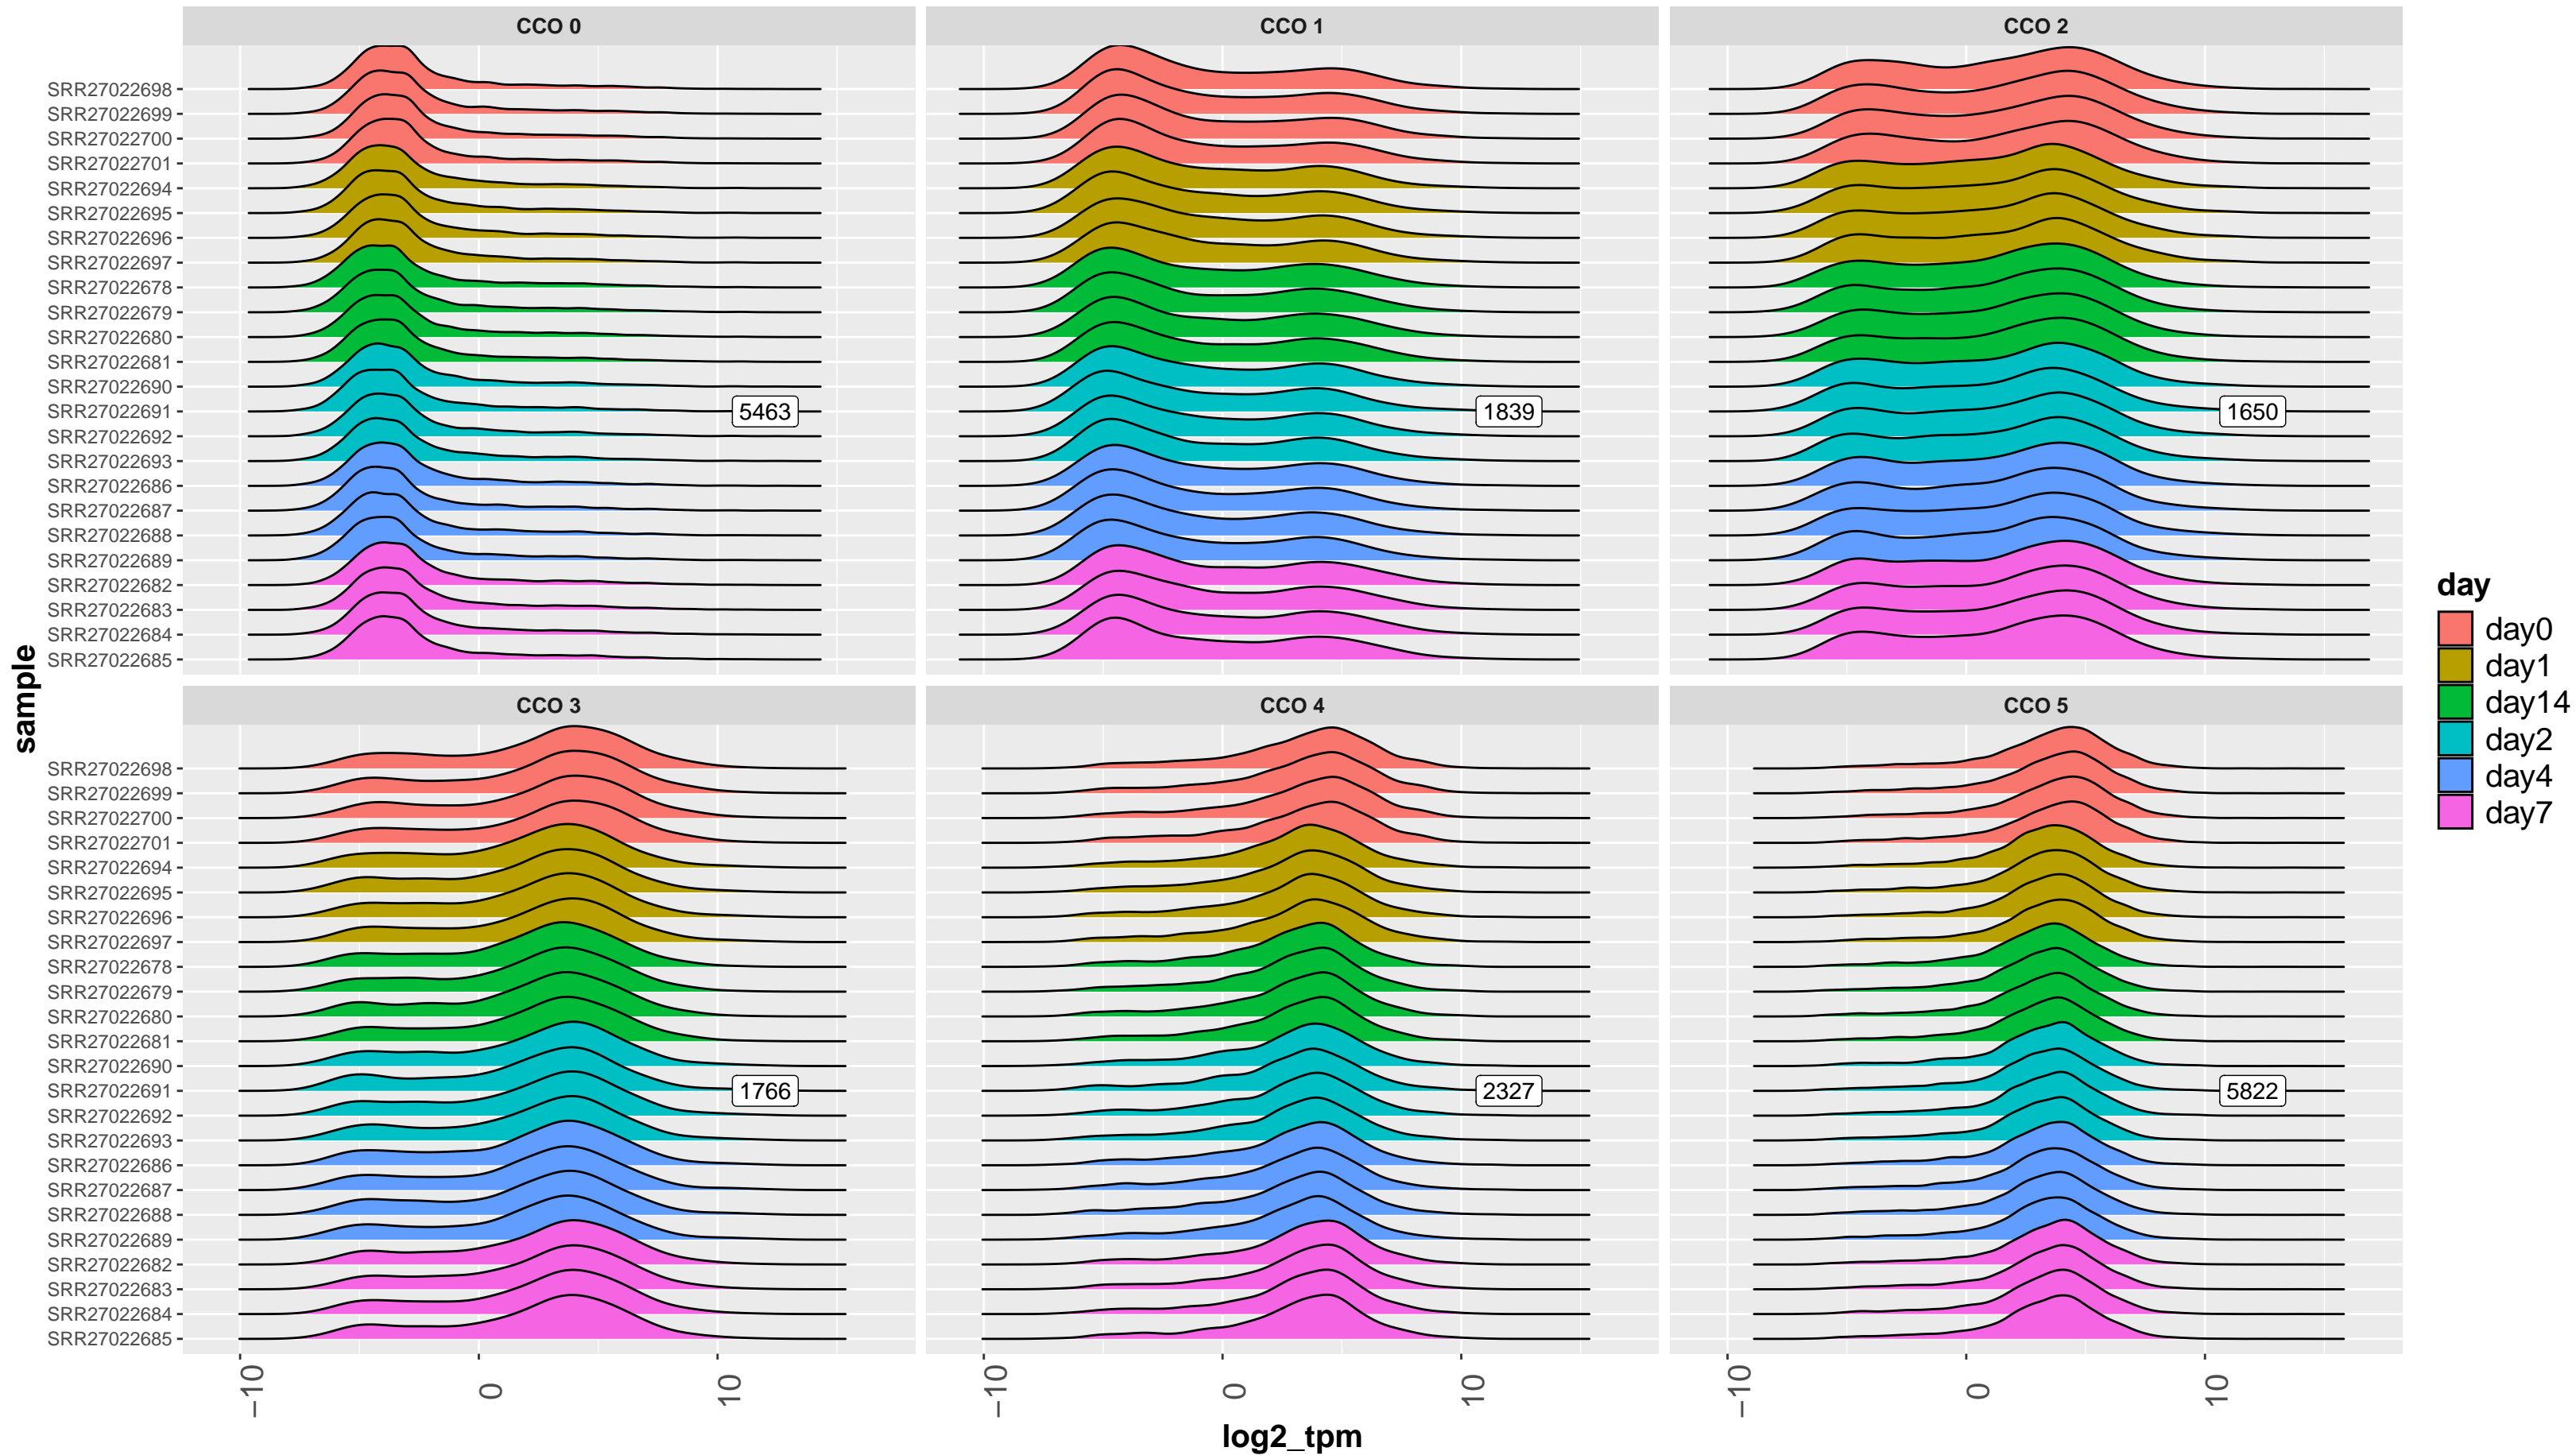 CCO 0
CCO 1
CCO 2
SRR27022698
SRR27022699
SRR27022700
SRR27022701
SRR27022694
SRR27022695
SRR27022696
SRR27022697
SRR27022678
SRR27022679
SRR27022680
SRR27022681
SRR27022690
SRR27022691
SRR27022692
SRR27022693
SRR27022686
SRR27022687
SRR27022688
SRR27022689
SRR27022682
SRR27022683
SRR27022684
SRR27022685
5463
1839
1650
sample
CCO 3
CCO 4
CCO 5
SRR27022698
SRR27022699
SRR27022700
SRR27022701
SRR27022694
SRR27022695
SRR27022696
SRR27022697
SRR27022678
SRR27022679
SRR27022680
SRR27022681
SRR27022690
SRR27022691
SRR27022692
SRR27022693
SRR27022686
SRR27022687
SRR27022688
SRR27022689
SRR27022682
SRR27022683
SRR27022684
SRR27022685
1766
2327
5822
−10
0
10
−10
0
10
−10
0
10
log2_tpm
day
day0
day1
day14
day2
day4
day7